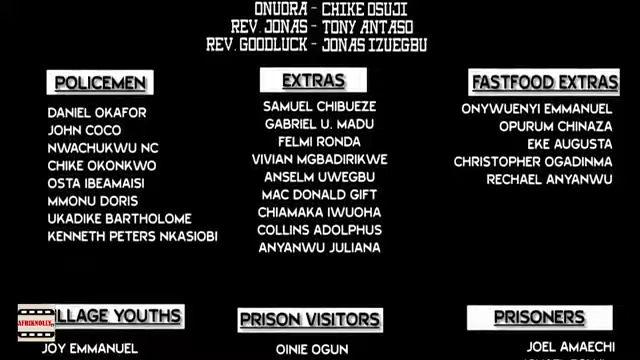 ONUORA - CHIKE OSUJI
REV. JONAS - TONY ANTASO
REV. GOODLUCK - JONAS IZUEGBU
POLICEMEN
DANIEL OKAFOR
JOHN COCO
NWACHUKWU NC
CHIKE OKONKWO
OSTA IBEAMAISI
MMONU DORIS
UKADIKE BARTHOLOME
KENNETH PETERS NKASIOBI
EXTRAS
SAMUEL CHIBUEZE
GABRIEL U. MADU
FELMI RONDA
VIVIAN MGBADIRIKWE
ANSELM UWEGBU
MAC DONALD GIFT
CHIAMAKA IWUOHA
COLLINS ADOLPHUS
ANYANWU JULIANA
FASTFOOD EXTRAS
ONYWUENYI EMMANUEL
OPURUM CHINAZA
EKE AUGUSTA
CHRISTOPHER OGADINMA
RECHAEL ANYANWU
ILLAGE YOUTHS
JOY EMMANUEL
PRISON VISITORS
OINIE OGUN
PRISONERS
JOEL AMAECHI
AFRIKNOLLY